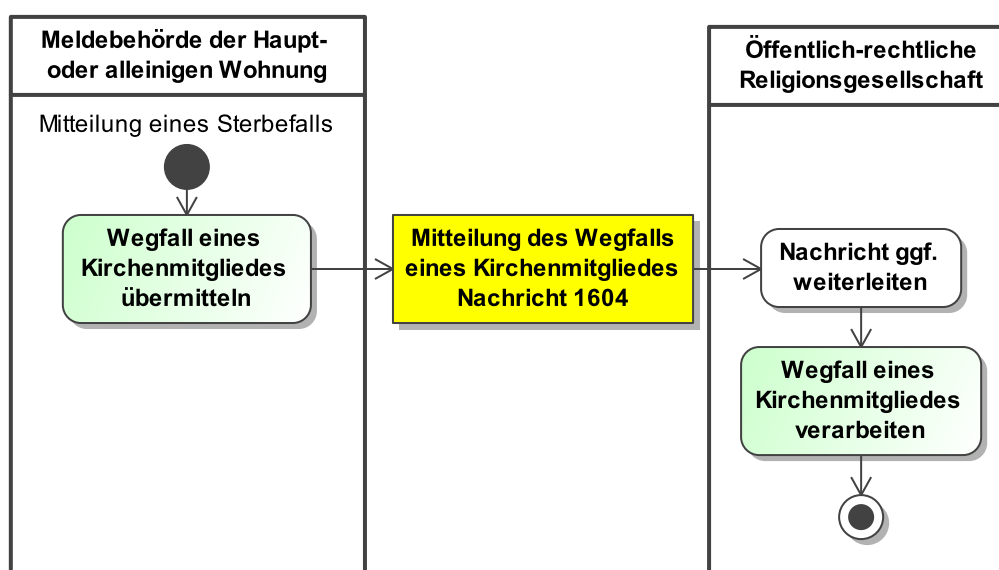 Meldebehörde der Haupt-
oder alleinigen Wohnung
Mitteilung eines Sterbefalls
Wegfall eines
Kirchenmitgliedes
übermitteln
Mitteilung des Wegfalls
eines Kirchenmitgliedes
Nachricht 1604
Öffentlich-rechtliche
Religionsgesellschaft
Nachricht ggf.
weiterleiten
Wegfall eines
Kirchenmitgliedes
verarbeiten